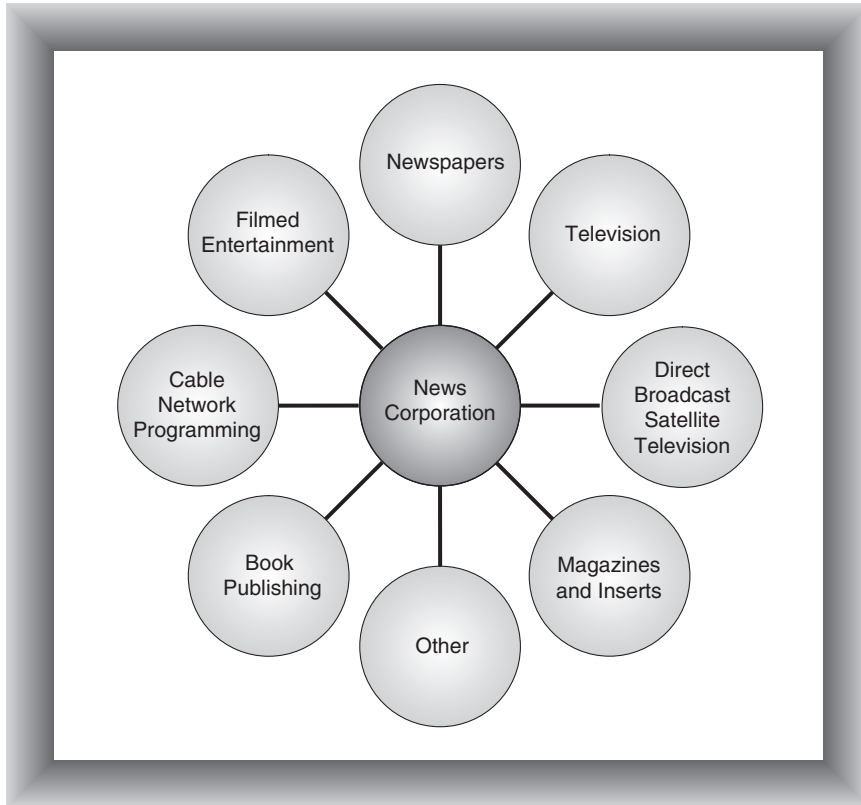 Newspapers
Filmed
Entertainment
Television
Cable
Network
Programming
News
Corporation
Direct
Broadcast
Satellite
Television
Book
Publishing
Magazines
and Inserts
Other